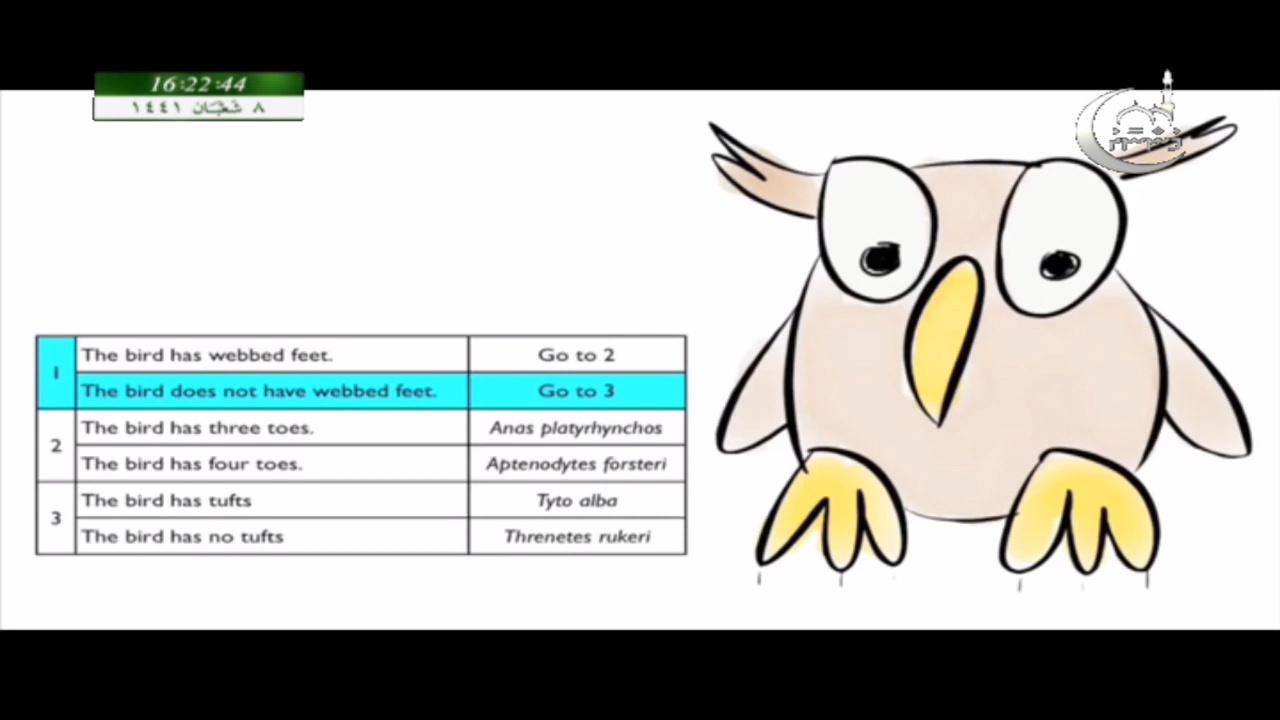 16:22:44
٨ شَعْبَان ١٤٤١
1 The bird has webbed feet. Go to 2
The bird does not have webbed feet. Go to 3
2 The bird has three toes. Anas platyrhynchos
The bird has four toes. Aptenodytes forsteri
3 The bird has tufts Tyto alba
The bird has no tufts Threnetes rukeri